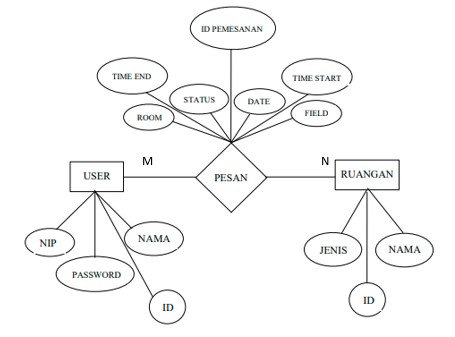 ID PEMESANAN
TIME END
TIME START
STATUS
DATE
ROOM
FIELD
M
N
USER
PESAN
RUANGAN
NIP
NAMA
JENIS
NAMA
PASSWORD
ID
ID